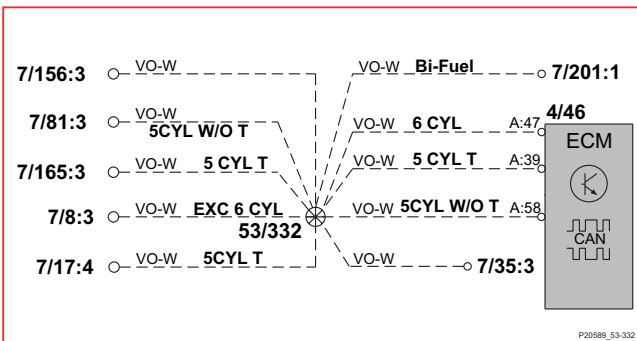 7/156:3 VO-W VO-W Bi-Fuel 7/201:1
7/81:3 VO-W 5CYL W/O T VO-W 6 CYL A:47 4/46
ECM
7/165:3 VO-W 5 CYL T VO-W 5 CYL T A:39
7/8:3 VO-W EXC 6 CYL 53/332 VO-W 5CYL W/O T A:58
CAN
7/17:4 VO-W 5CYL T VO-W 7/35:3
P20589_53-332